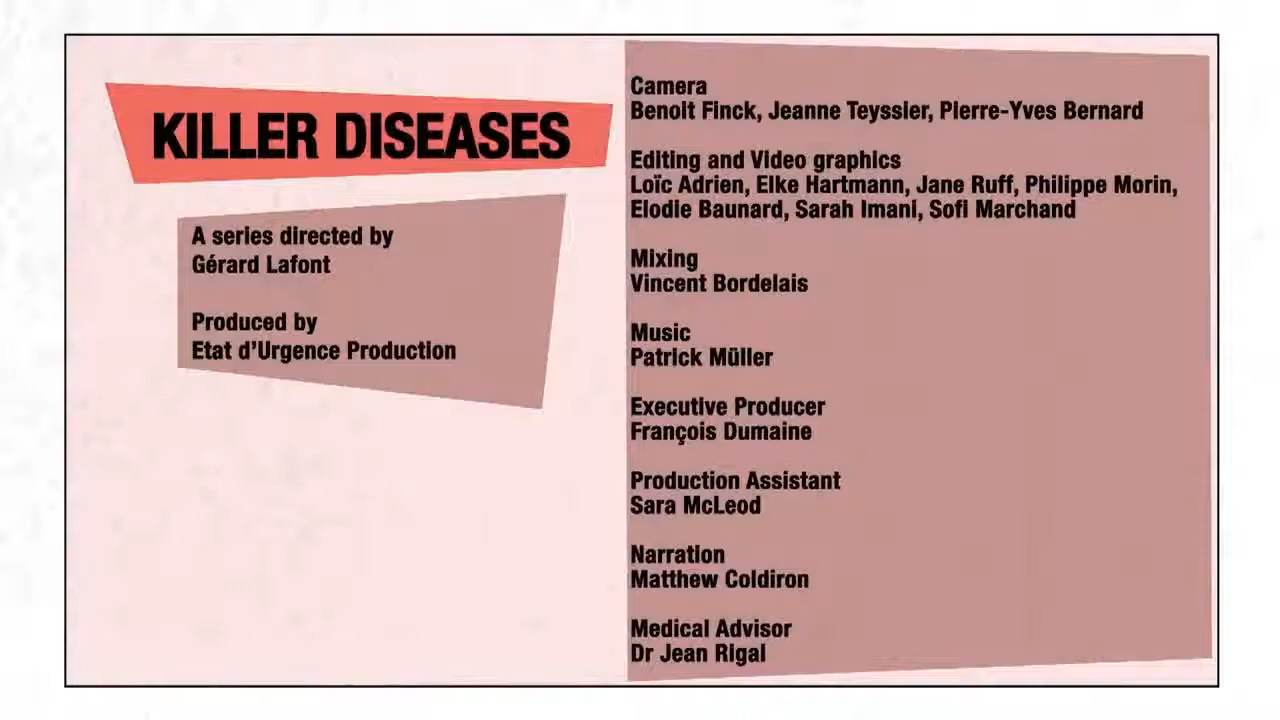 KILLER DISEASES
A series directed by
Gérard Lafont
Produced by
Etat d'Urgence Production
Camera
Benoit Finck, Jeanne Teyssier, Pierre-Yves Bernard
Editing and Video graphics
Loïc Adrien, Elke Hartmann, Jane Ruff, Philippe Morin,
Elodie Baunard, Sarah Imani, Sofi Marchand
Mixing
Vincent Bordelais
Music
Patrick Müller
Executive Producer
François Dumaine
Production Assistant
Sara McLeod
Narration
Matthew Coldiron
Medical Advisor
Dr Jean Rigal